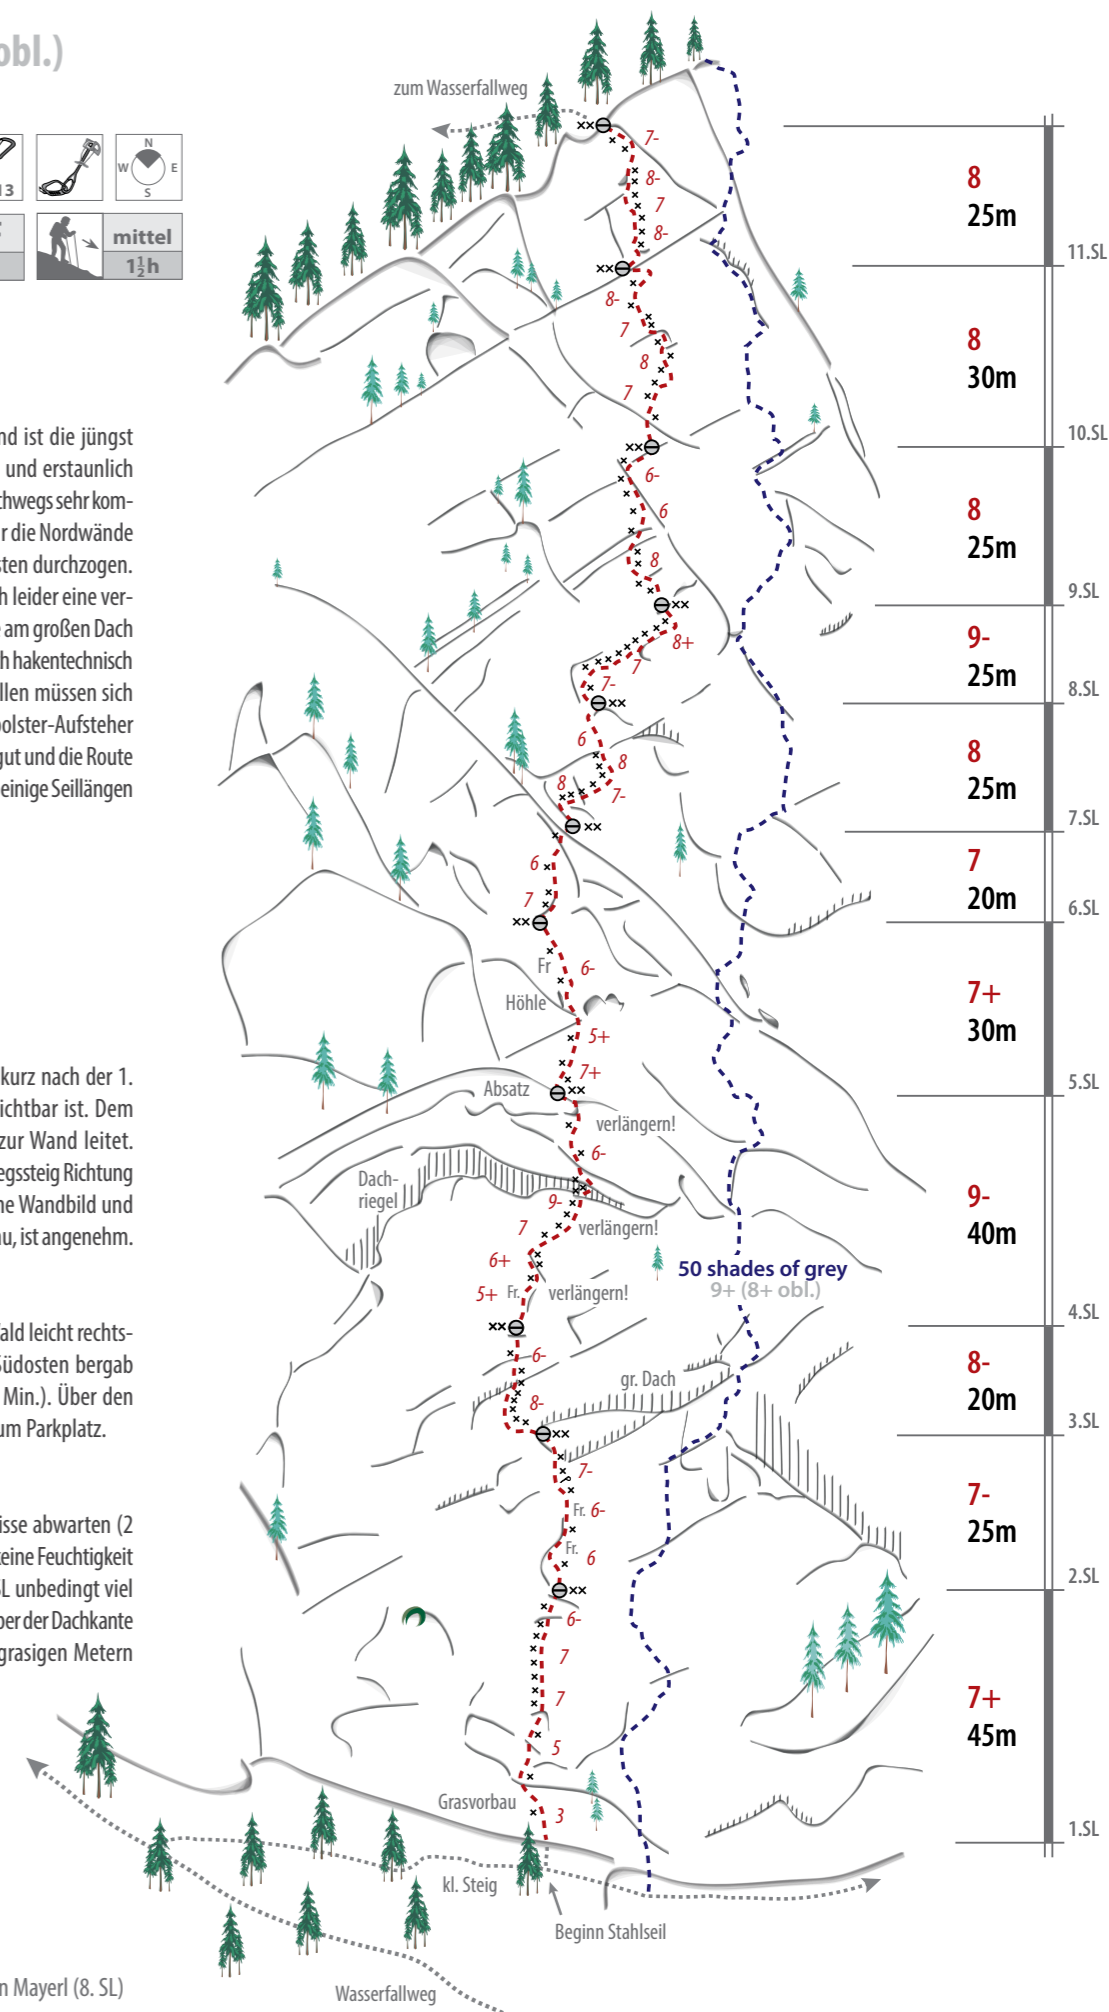 obl.)
N
W E
S
13
mittel
1½h
nd ist die jüngst
und erstaunlich
chwegs sehr kom-
r die Nordwände
sten durchzogen.
h leider eine ver-
e am großen Dach
h hakentechnisch
llen müssen sich
polster-Aufsteher
gut und die Route
einige Seillängen
kurz nach der 1.
ichtbar ist. Dem
zur Wand leitet.
egssteig Richtung
ne Wandbild und
au, ist angenehm.
ald leicht rechts-
Südosten bergab
Min.). Über den
um Parkplatz.
isse abwarten (2
keine Feuchtigkeit
SL unbedingt viel
ber der Dachkante
grasigen Metern
n Mayerl (8. SL)
zum Wasserfallweg
7-
8-
7
8-
8-
7
8
7
6-
6
8
8+
7
7-
6
8
8
7-
6
7
Fr
6-
Höhle
5+
7+
Absatz
verlängern!
6-
Dach-
riegel
9-
verlängern!
7
6+
5+ Fr.
verlängern!
50 shades of grey
9+ (8+ obl.)
6-
gr. Dach
8-
7-
Fr. 6-
Fr.
6
6-
7
7
5
Grasvorbau
3
kl. Steig
Beginn Stahlseil
Wasserfallweg
8
25m
11.SL
8
30m
10.SL
8
25m
9.SL
9-
25m
8.SL
8
25m
7.SL
7
20m
6.SL
7+
30m
5.SL
9-
40m
4.SL
8-
20m
3.SL
7-
25m
2.SL
7+
45m
1.SL